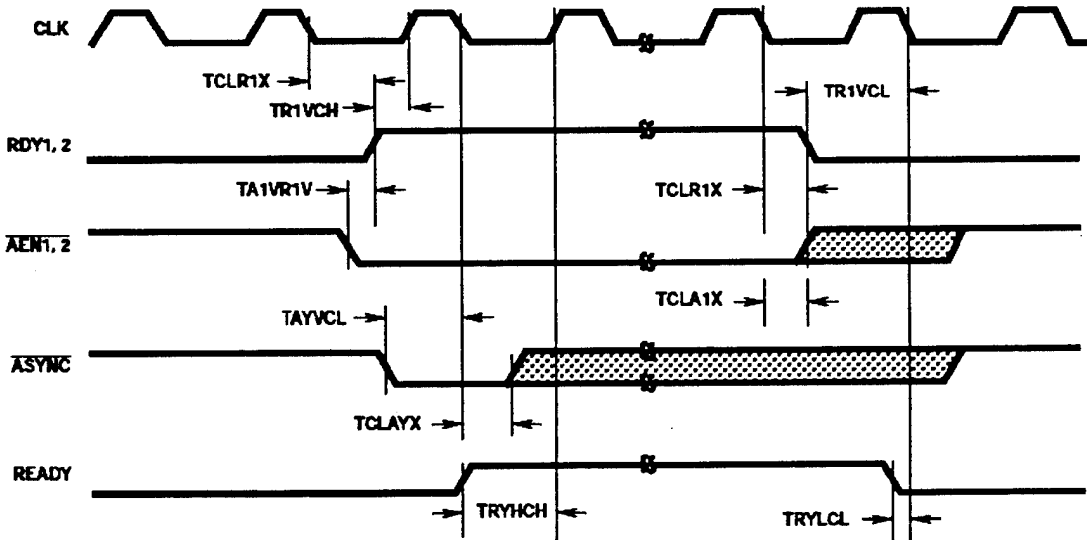 CLK
TCLR1X
TR1VCH
TR1VCL
RDY1, 2
TA1VR1V
TCLR1X
AEN1, 2
TCLA1X
TAYVCL
ASYNC
TCLAYX
READY
TRYHCH
TRYLCL